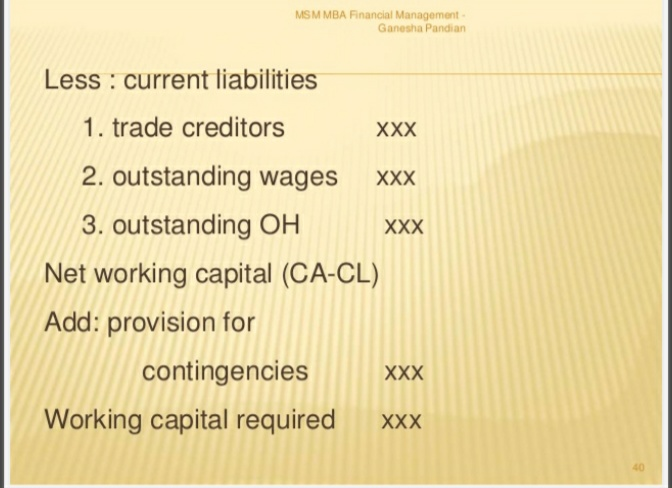 MSM MBA Financial Management -
Ganesha Pandian
Less : current liabilities
1. trade creditors xxx
2. outstanding wages xxx
3. outstanding OH xxx
Net working capital (CA-CL)
Add: provision for
contingencies xxx
Working capital required xxx
40